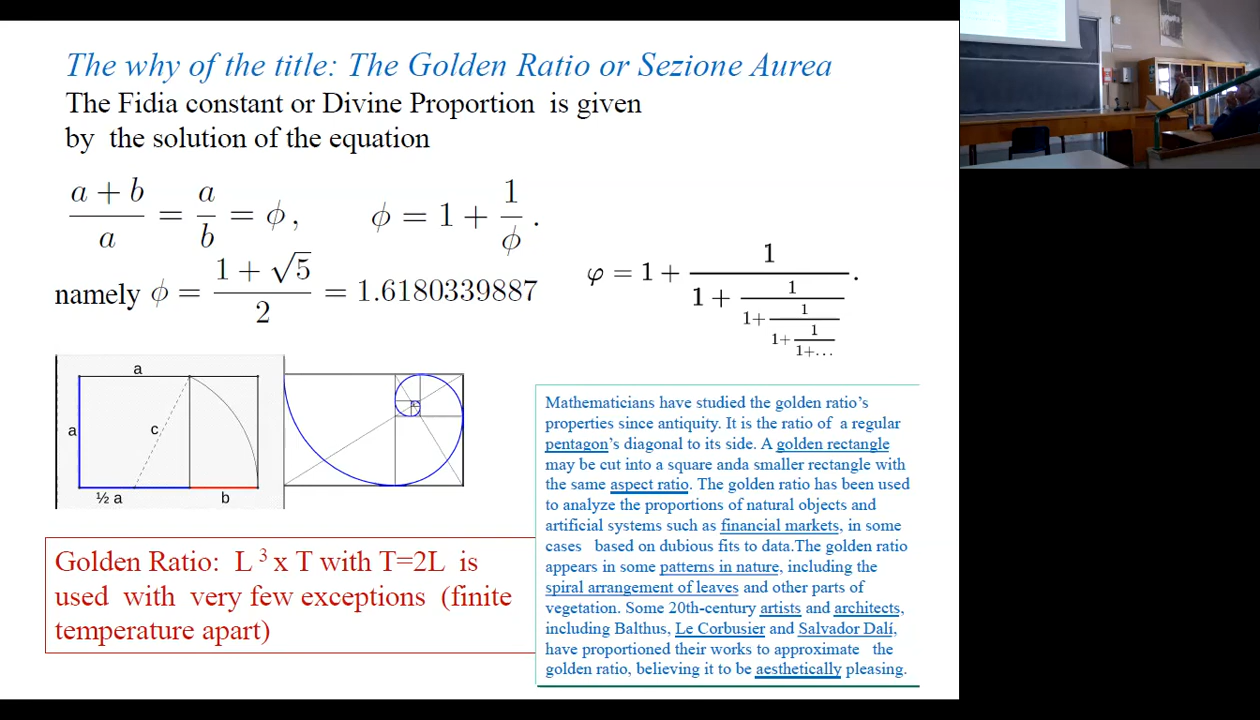 The why of the title: The Golden Ratio or Sezione Aurea
The Fidia constant or Divine Proportion is given
by the solution of the equation
(a + b)/a = a/b = ϕ, ϕ = 1 + 1/ϕ.
namely ϕ = (1 + √5)/2 = 1.6180339887
φ = 1 + 1/(1 + 1/(1+ 1/(1+ 1/(1+...
a
a
c
½ a
b
Golden Ratio: L ³ x T with T=2L is
used with very few exceptions (finite
temperature apart)
Mathematicians have studied the golden ratio's
properties since antiquity. It is the ratio of a regular
pentagon's diagonal to its side. A golden rectangle
may be cut into a square anda smaller rectangle with
the same aspect ratio. The golden ratio has been used
to analyze the proportions of natural objects and
artificial systems such as financial markets, in some
cases based on dubious fits to data.The golden ratio
appears in some patterns in nature, including the
spiral arrangement of leaves and other parts of
vegetation. Some 20th-century artists and architects,
including Balthus, Le Corbusier and Salvador Dalí,
have proportioned their works to approximate the
golden ratio, believing it to be aesthetically pleasing.